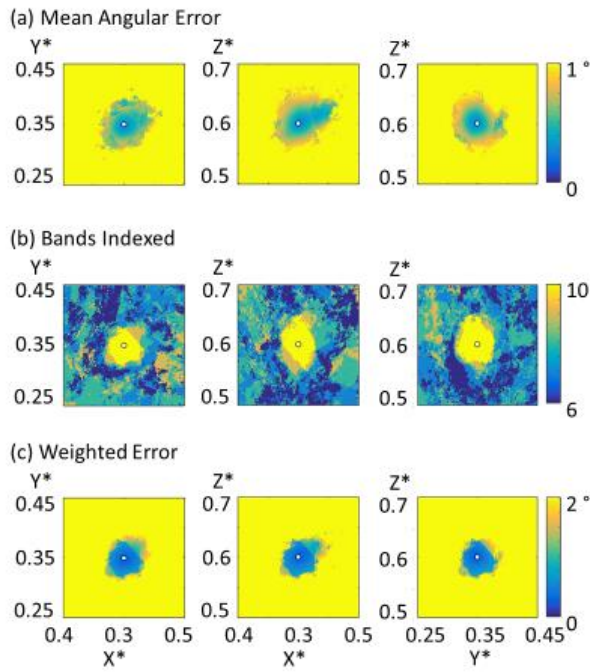 (a) Mean Angular Error
Y* Z* Z*
0.45 0.7 0.7 1 °
0.35 0.6 0.6
0.25 0.5 0.5 0
(b) Bands Indexed
Y* Z* Z*
0.45 0.7 0.7 10
0.35 0.6 0.6
0.25 0.5 0.5 6
(c) Weighted Error
Y* Z* Z*
0.45 0.7 0.7 2 °
0.35 0.6 0.6
0.25 0.5 0.5 0
0.4 0.3 0.5 0.4 0.3 0.5 0.25 0.35 0.45
X* X* Y*